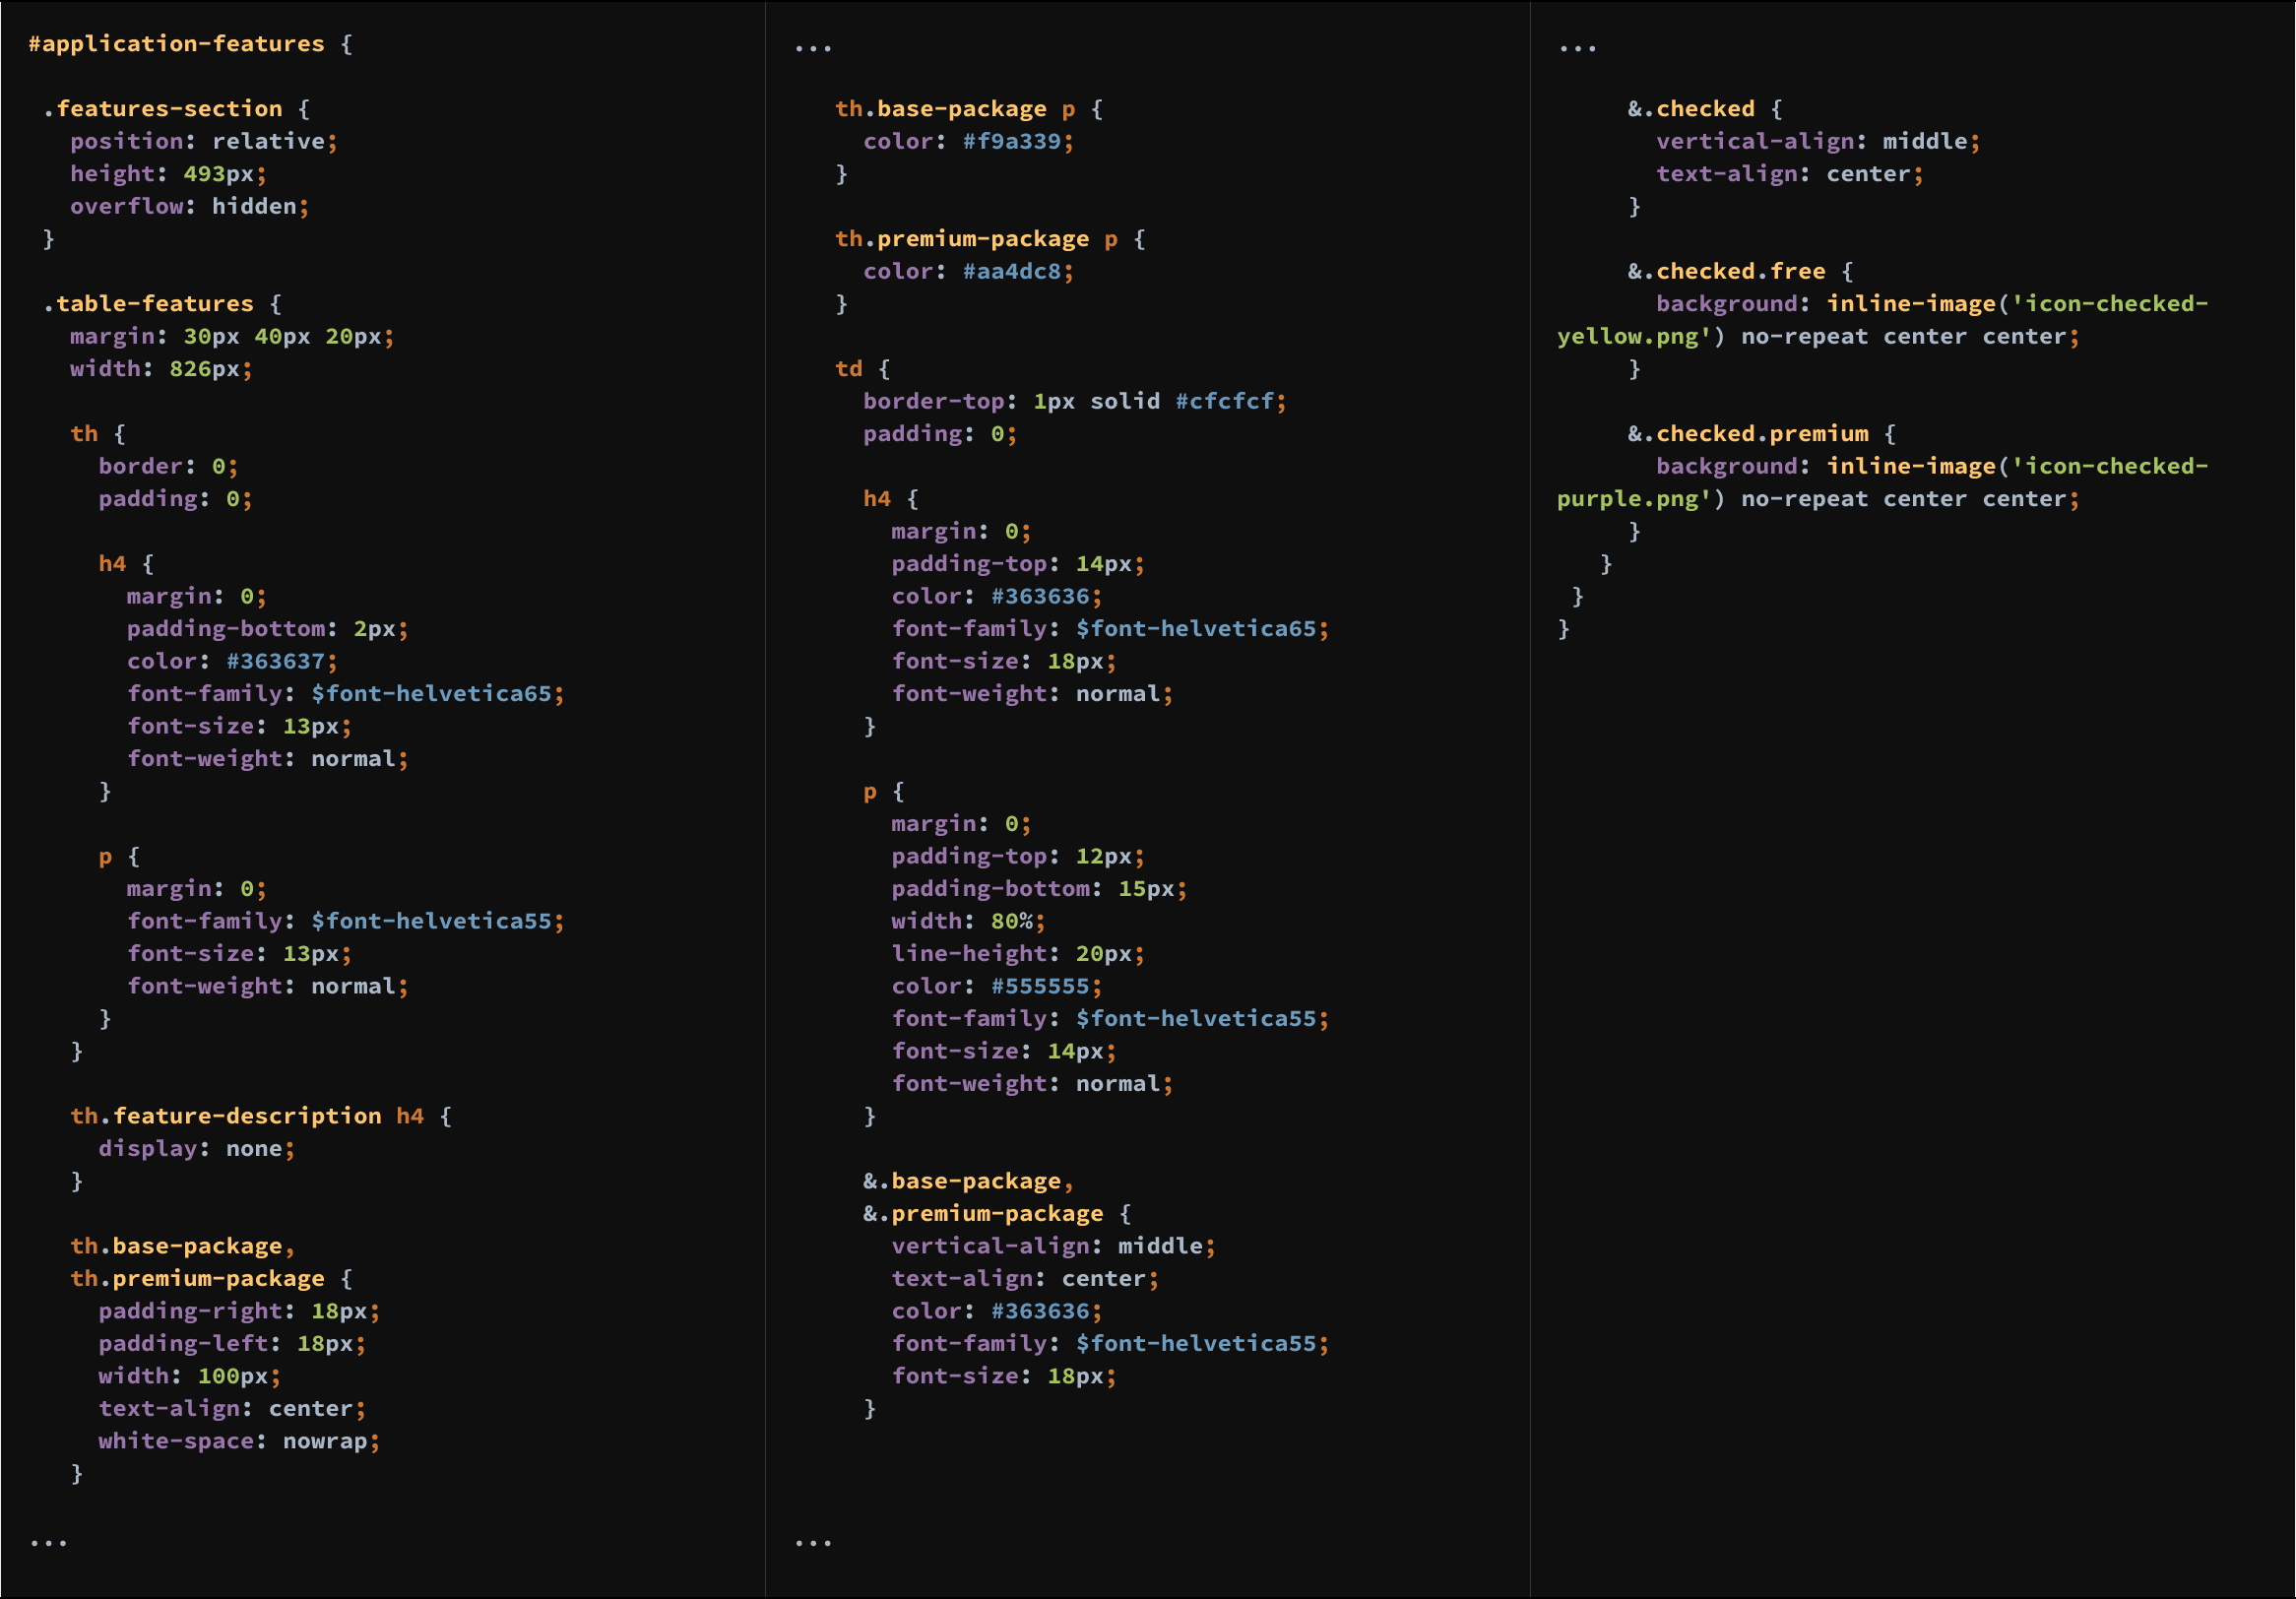 #application-features {
.features-section {
position: relative;
height: 493px;
overflow: hidden;
}
.table-features {
margin: 30px 40px 20px;
width: 826px;
th {
border: 0;
padding: 0;
h4 {
margin: 0;
padding-bottom: 2px;
color: #363637;
font-family: $font-helvetica65;
font-size: 13px;
font-weight: normal;
}
p {
margin: 0;
font-family: $font-helvetica55;
font-size: 13px;
font-weight: normal;
}
}
th.feature-description h4 {
display: none;
}
th.base-package,
th.premium-package {
padding-right: 18px;
padding-left: 18px;
width: 100px;
text-align: center;
white-space: nowrap;
}
...
...
th.base-package p {
color: #f9a339;
}
th.premium-package p {
color: #aa4dc8;
}
td {
border-top: 1px solid #cfcfcf;
padding: 0;
h4 {
margin: 0;
padding-top: 14px;
color: #363636;
font-family: $font-helvetica65;
font-size: 18px;
font-weight: normal;
}
p {
margin: 0;
padding-top: 12px;
padding-bottom: 15px;
width: 80%;
line-height: 20px;
color: #555555;
font-family: $font-helvetica55;
font-size: 14px;
font-weight: normal;
}
&.base-package,
&.premium-package {
vertical-align: middle;
text-align: center;
color: #363636;
font-family: $font-helvetica55;
font-size: 18px;
}
...
...
&.checked {
vertical-align: middle;
text-align: center;
}
&.checked.free {
background: inline-image('icon-checked-
yellow.png') no-repeat center center;
}
&.checked.premium {
background: inline-image('icon-checked-
purple.png') no-repeat center center;
}
}
}
}